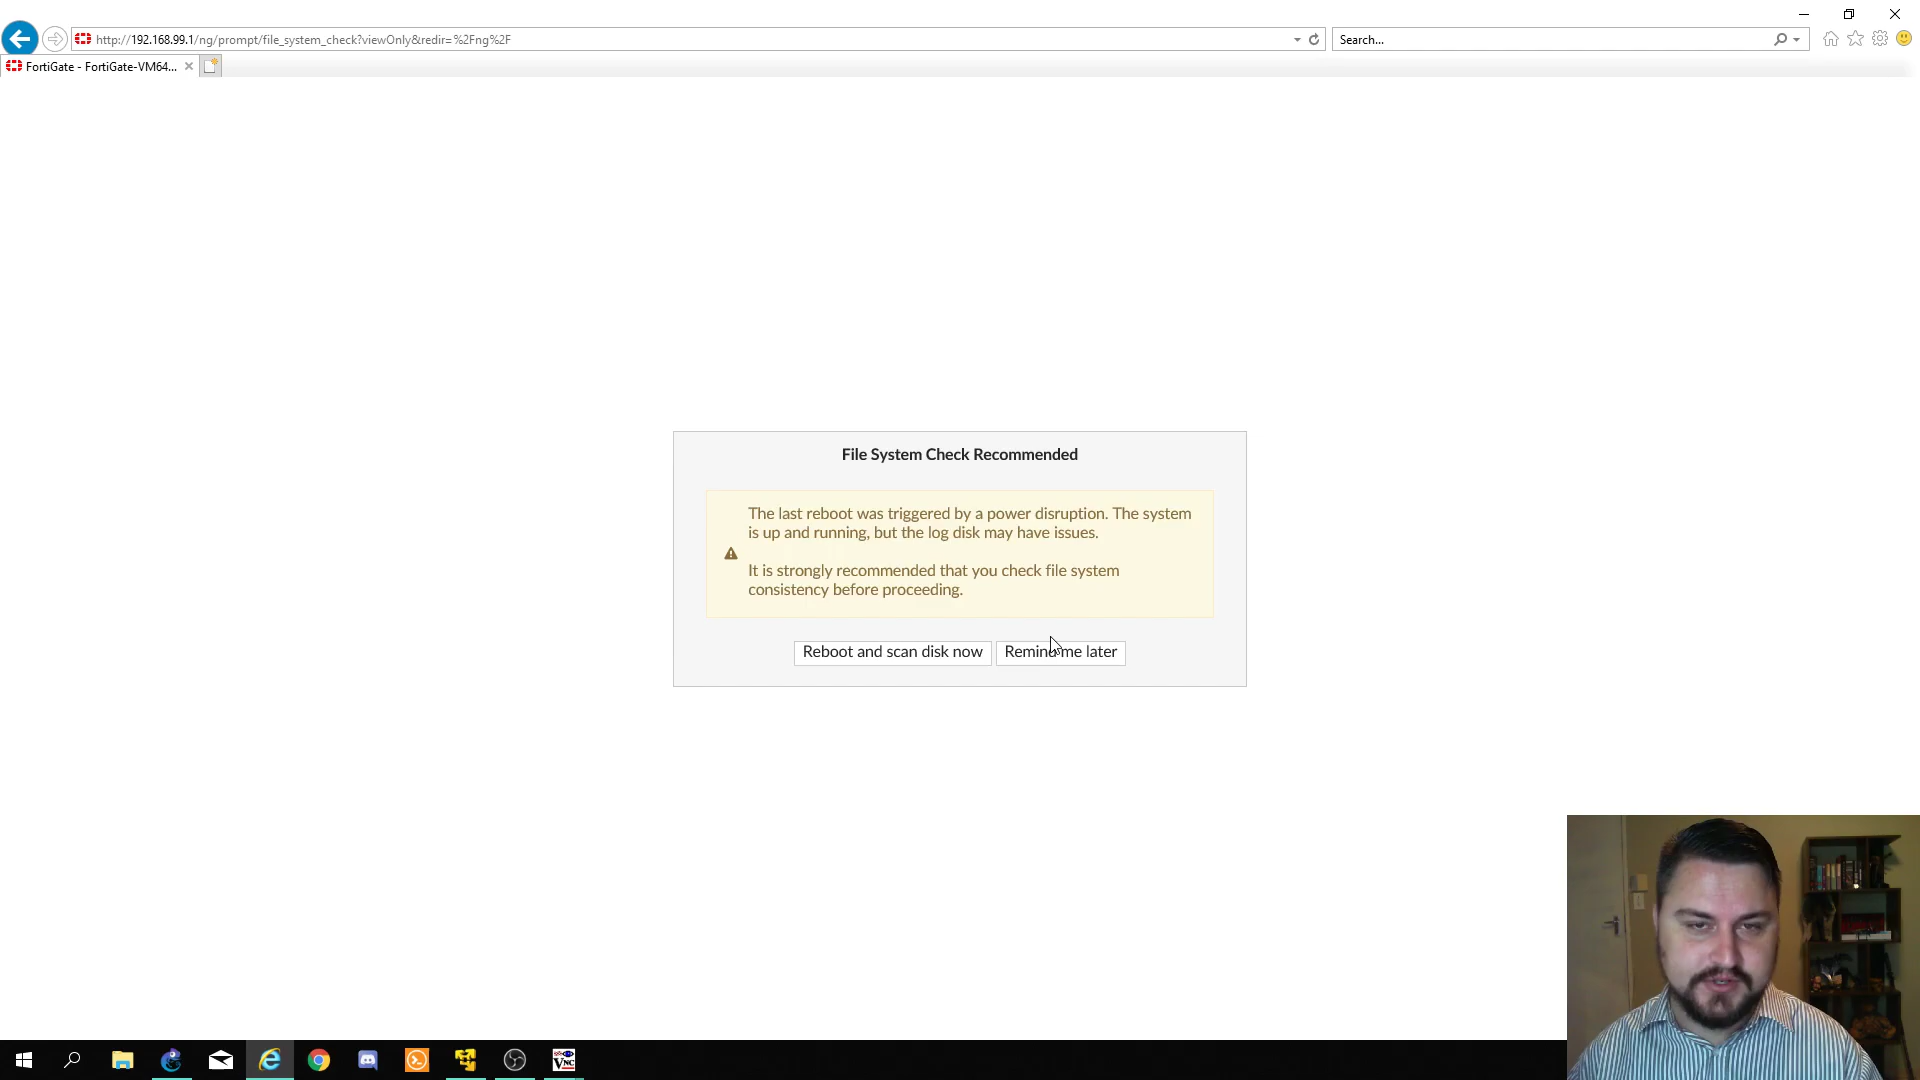 http://192.168.99.1/ng/prompt/file_system_check?viewOnly&redir=%2Fng%2F
Search...
FortiGate - FortiGate-VM64...
File System Check Recommended
The last reboot was triggered by a power disruption. The system
is up and running, but the log disk may have issues.
It is strongly recommended that you check file system
consistency before proceeding.
Reboot and scan disk now
Remind me later
VNC